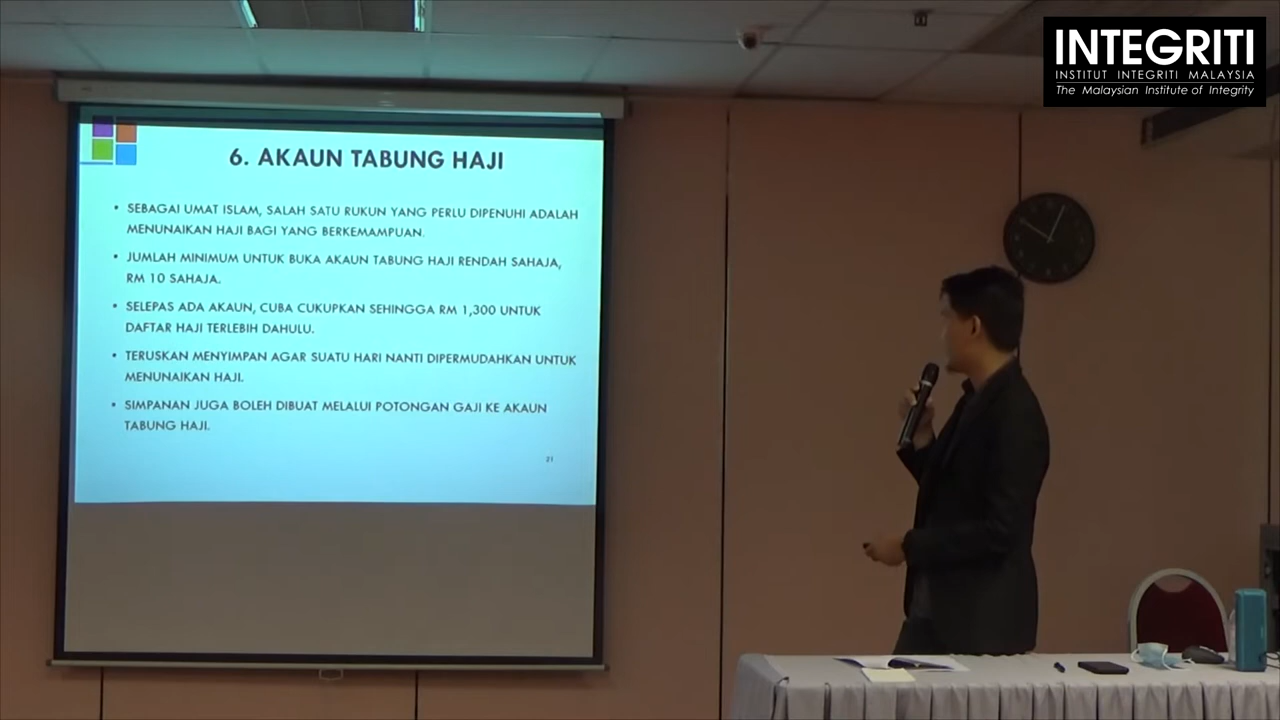 INTEGRITI
INSTITUT INTEGRITI MALAYSIA
The Malaysian Institute of Integrity
6. AKAUN TABUNG HAJI
• SEBAGAI UMAT ISLAM, SALAH SATU RUKUN YANG PERLU DIPENUHI ADALAH
MENUNAIKAN HAJI BAGI YANG BERKEMAMPUAN.
• JUMLAH MINIMUM UNTUK BUKA AKAUN TABUNG HAJI RENDAH SAHAJA,
RM 10 SAHAJA.
• SELEPAS ADA AKAUN, CUBA CUKUPKAN SEHINGGA RM 1,300 UNTUK
DAFTAR HAJI TERLEBIH DAHULU.
• TERUSKAN MENYIMPAN AGAR SUATU HARI NANTI DIPERMUDAHKAN UNTUK
MENUNAIKAN HAJI.
• SIMPANAN JUGA BOLEH DIBUAT MELALUI POTONGAN GAJI KE AKAUN
TABUNG HAJI.
21